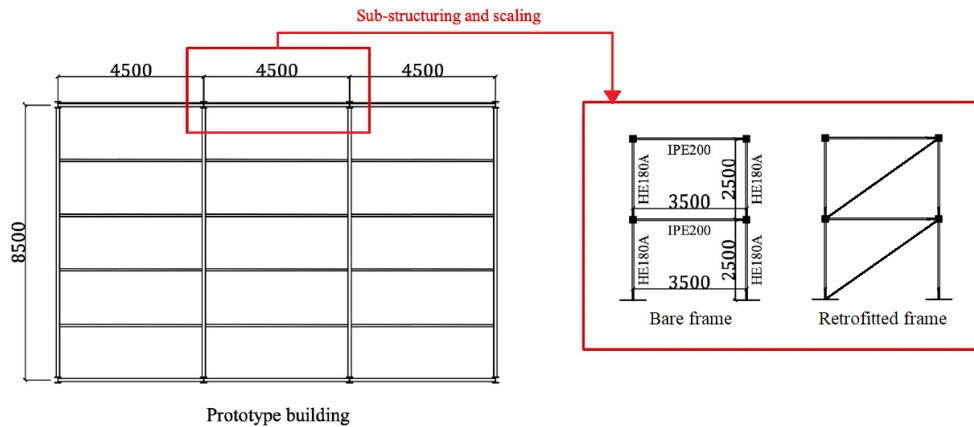 Sub-structuring and scaling
4500 4500 4500
8500
Prototype building
IPE200
HE180A 2500 HE180A
3500
IPE200
HE180A 2500 HE180A
3500
Bare frame Retrofitted frame